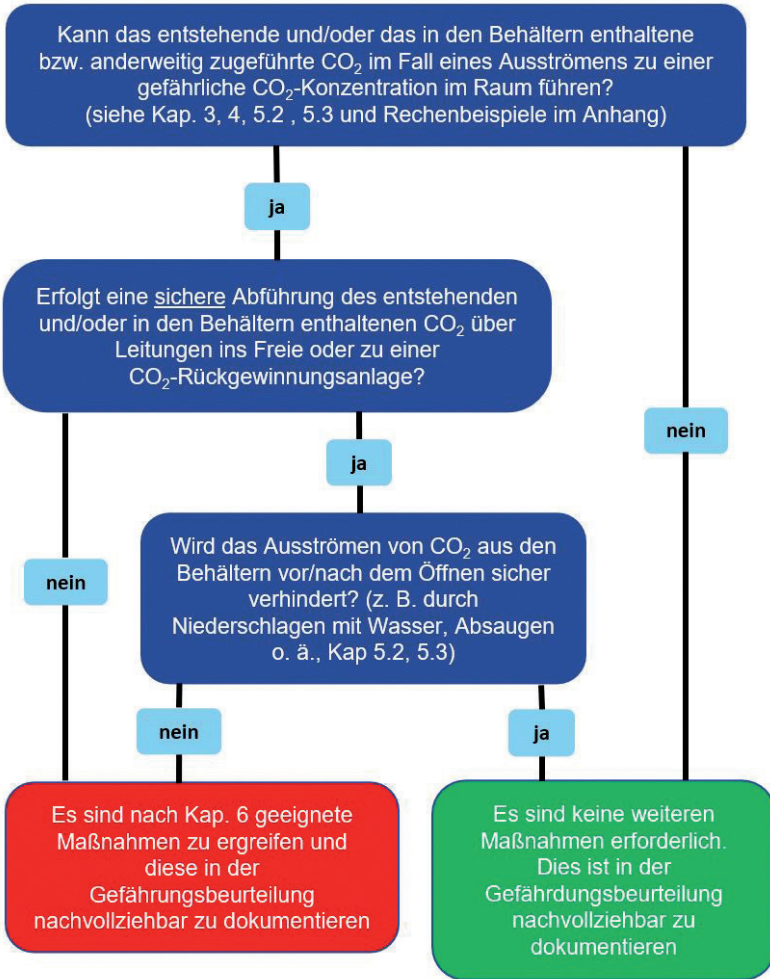 Kann das entstehende und/oder das in den Behältern enthaltene
bzw. anderweitig zugeführte CO₂ im Fall eines Ausströmens zu einer
gefährliche CO₂-Konzentration im Raum führen?
(siehe Kap. 3, 4, 5.2 , 5.3 und Rechenbeispiele im Anhang)
ja
Erfolgt eine sichere Abführung des entstehenden
und/oder in den Behältern enthaltenen CO₂ über
Leitungen ins Freie oder zu einer
CO₂-Rückgewinnungsanlage?
nein
ja
Wird das Ausströmen von CO₂ aus den
Behältern vor/nach dem Öffnen sicher
verhindert? (z. B. durch
Niederschlagen mit Wasser, Absaugen
o. ä., Kap 5.2, 5.3)
nein
nein
ja
Es sind nach Kap. 6 geeignete
Maßnahmen zu ergreifen und
diese in der
Gefährungsbeurteilung
nachvollziehbar zu dokumentieren
Es sind keine weiteren
Maßnahmen erforderlich.
Dies ist in der
Gefährdungsbeurteilung
nachvollziehbar zu
dokumentieren